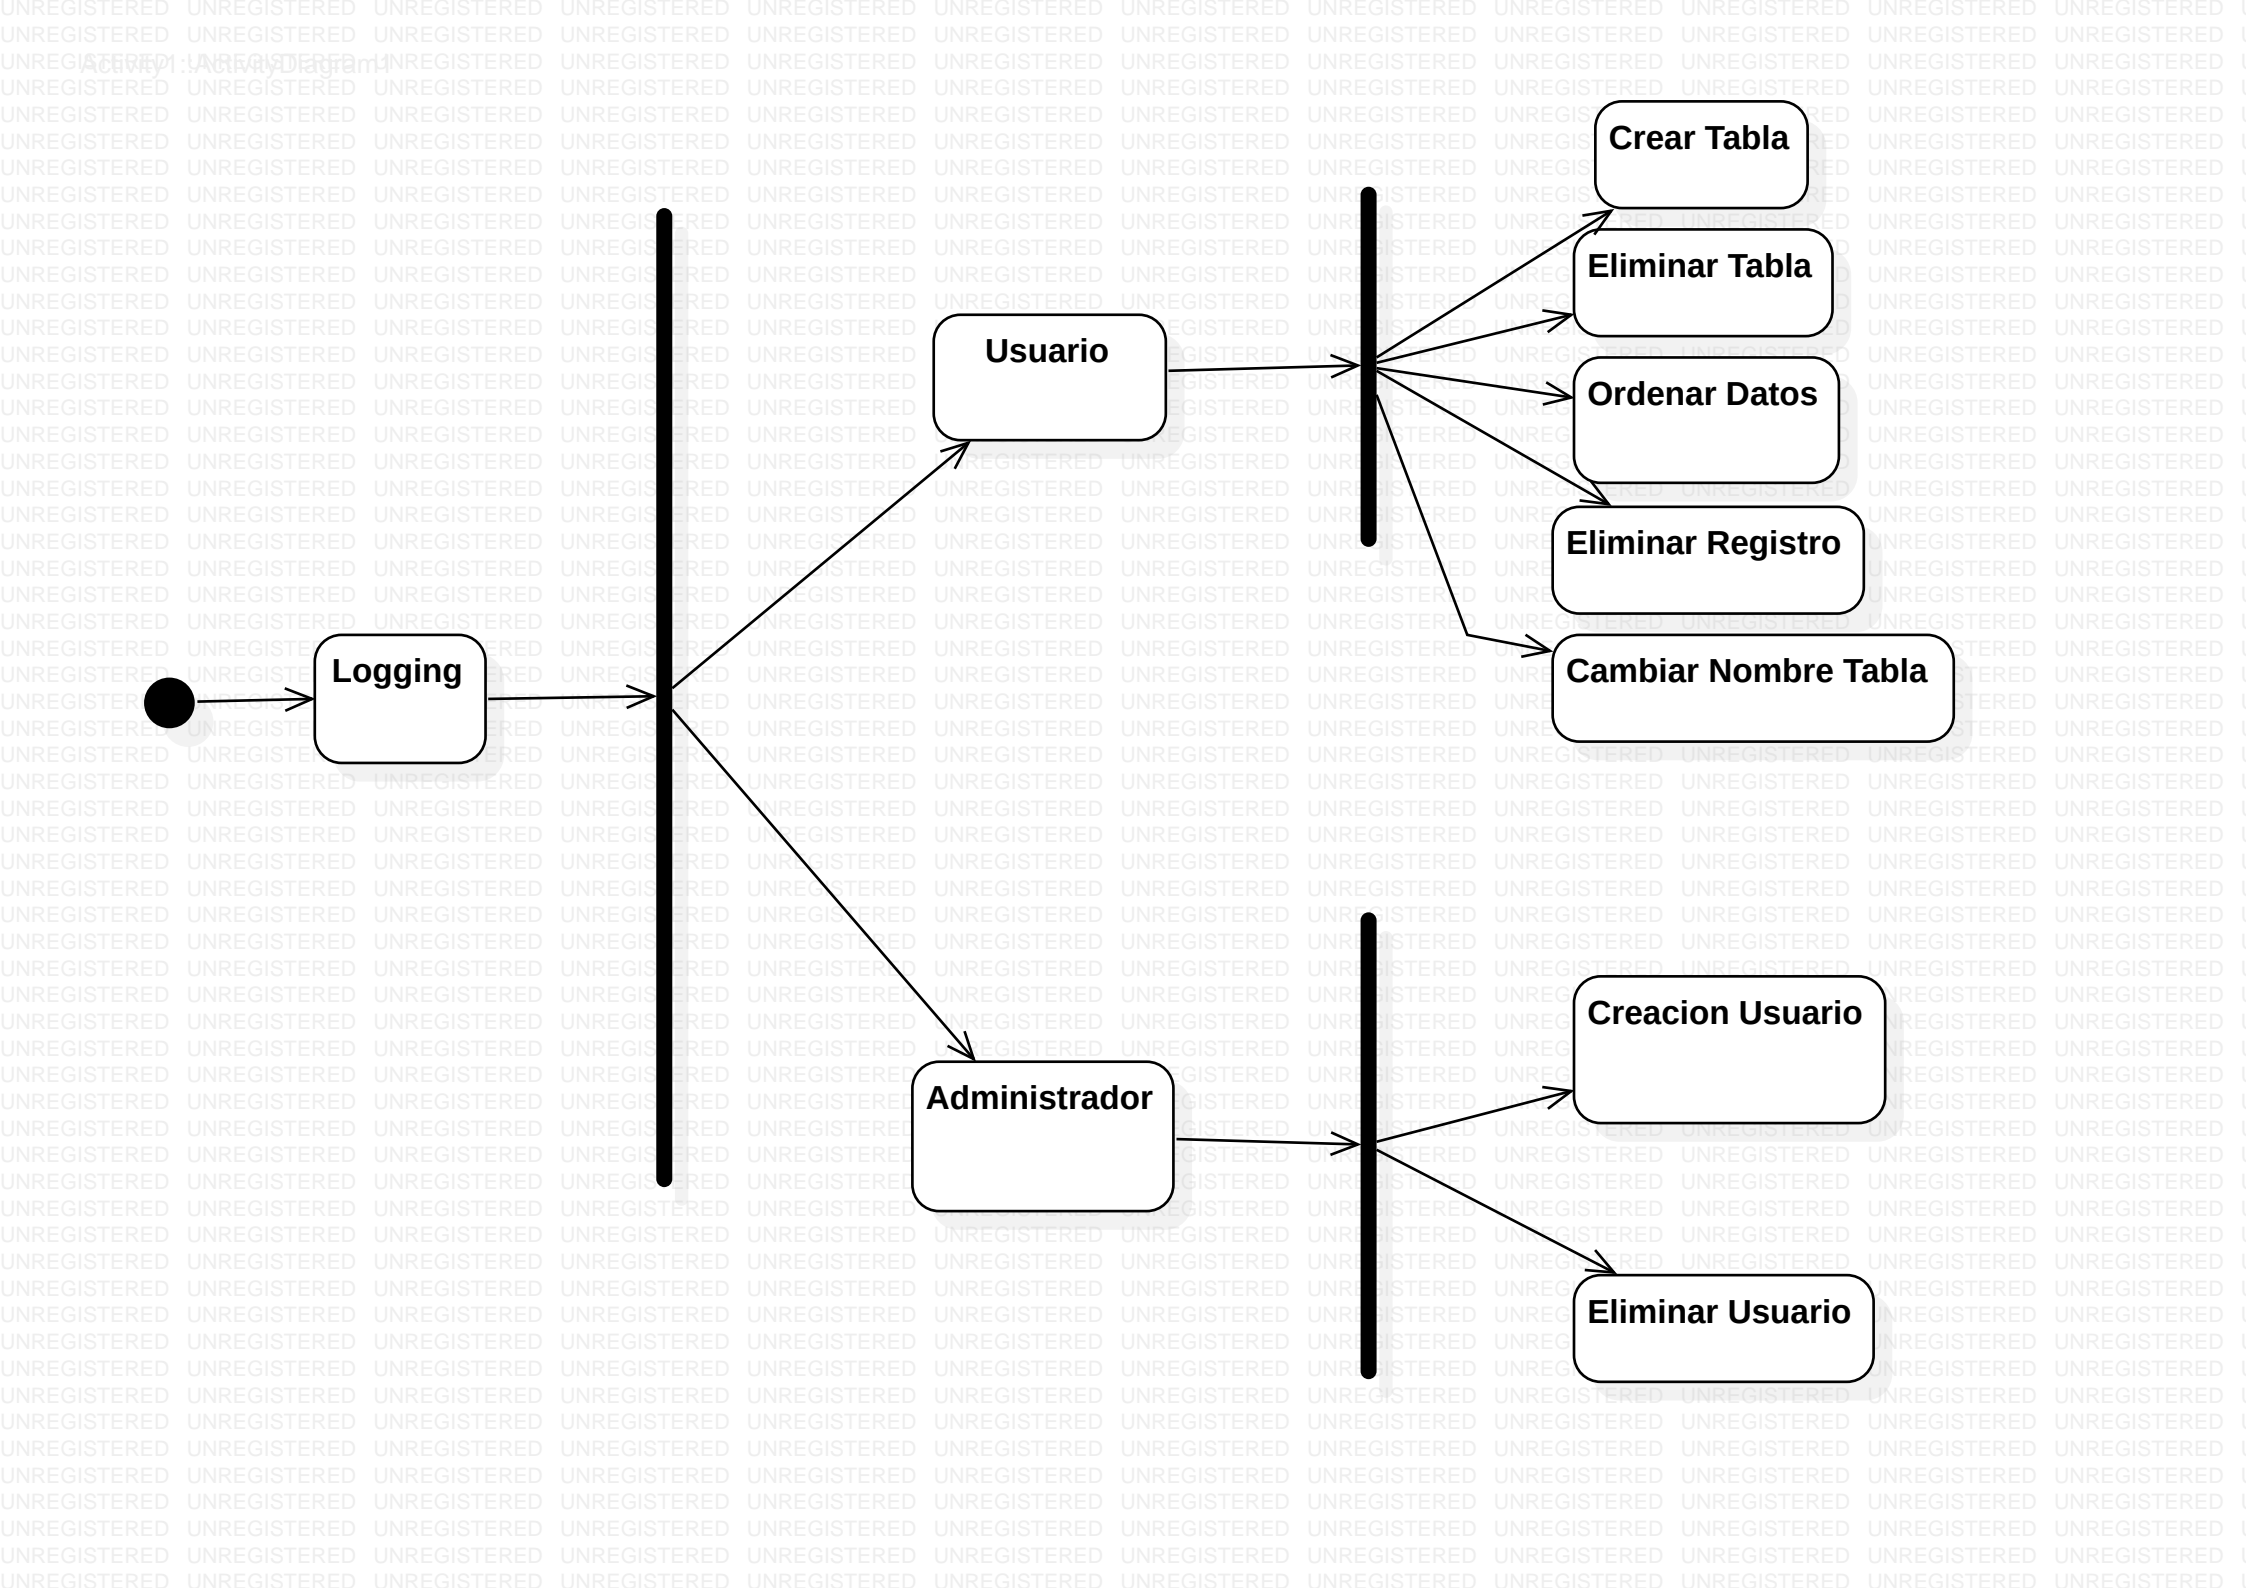 Activity1::ActivityDiagram1
Crear Tabla
Eliminar Tabla
Usuario
Ordenar Datos
Eliminar Registro
Logging
Cambiar Nombre Tabla
Creacion Usuario
Administrador
Eliminar Usuario
UNREGISTERED